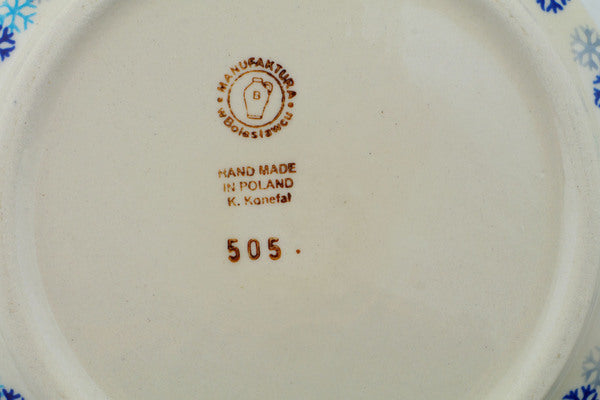 MANUFAKTURA
B
w Bolesławcu
HAND MADE
IN POLAND
K. Konefał
505.